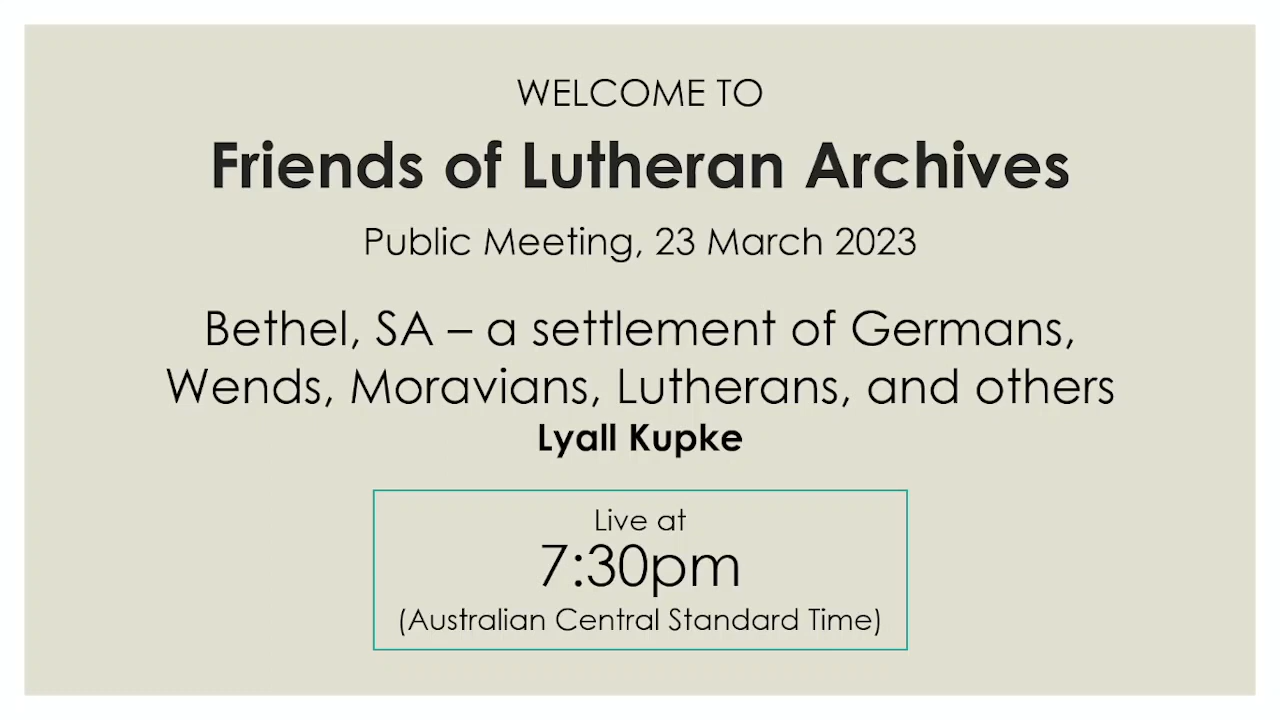 WELCOME TO
Friends of Lutheran Archives
Public Meeting, 23 March 2023
Bethel, SA – a settlement of Germans,
Wends, Moravians, Lutherans, and others
Lyall Kupke
Live at
7:30pm
(Australian Central Standard Time)